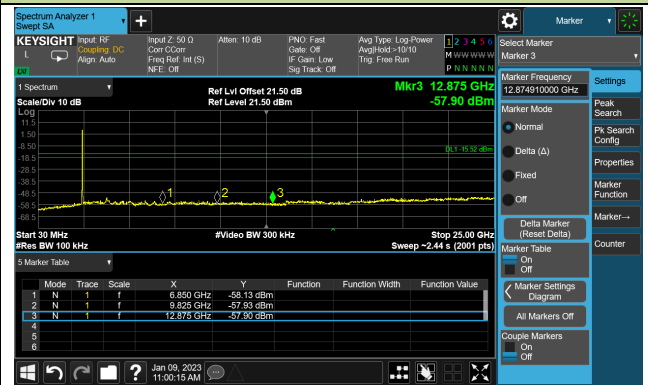 Spectrum Analyzer 1
Swept SA
Marker
KEYSIGHT
L
Input: RF
Coupling: DC
Align: Auto
Input Z: 50 Ω
Corr CCorr
Freq Ref: Int (S)
NFE: Off
Atten: 10 dB
PNO: Fast
Gate: Off
IF Gain: Low
Sig Track: Off
Avg Type: Log-Power
Avg|Hold:>10/10
Trig: Free Run
1 2 3 4 5 6
M W W W W W
P N N N N N
LXI
Select Marker
Marker 3
1 Spectrum
Scale/Div 10 dB
Ref Lvl Offset 21.50 dB
Ref Level 21.50 dBm
Mkr3 12.875 GHz
-57.90 dBm
Log
11.5
1.50
-8.50
-18.5
-28.5
-38.5
-48.5
-58.5
-68.5
DL1 -15.52 dBm
1
2
3
Start 30 MHz
#Video BW 300 kHz
Stop 25.00 GHz
#Res BW 100 kHz
Sweep ~2.44 s (2001 pts)
5 Marker Table
Mode Trace Scale X Y Function Function Width Function Value
1 N 1 f 6.850 GHz -58.13 dBm
2 N 1 f 9.825 GHz -57.93 dBm
3 N 1 f 12.875 GHz -57.90 dBm
4
5
6
Marker Frequency
12.874910000 GHz
Marker Mode
Normal
Delta (Δ)
Fixed
Off
Delta Marker
(Reset Delta)
Marker Table
On
Off
Marker Settings
Diagram
All Markers Off
Couple Markers
On
Off
Settings
Peak
Search
Pk Search
Config
Properties
Marker
Function
Marker→
Counter
?
Jan 09, 2023
11:00:15 AM